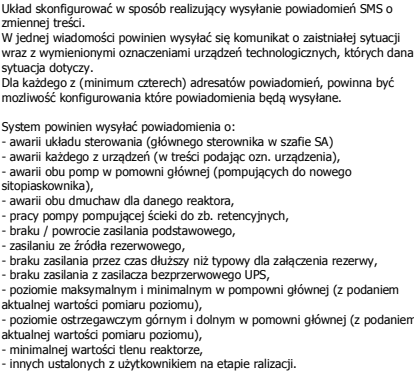 Układ skonfigurować w sposób realizujący wysyłanie powiadomień SMS o
zmiennej treści.
W jednej wiadomości powinien wysyłać się komunikat o zaistniałej sytuacji
wraz z wymienionymi oznaczeniami urządzeń technologicznych, których dana
sytuacja dotyczy.
Dla każdego z (minimum czterech) adresatów powiadomień, powinna być
mozliwość konfigurowania które powiadomienia będą wysyłane.

System powinien wysyłać powiadomienia o:
- awarii układu sterowania (głównego sterownika w szafie SA)
- awarii każdego z urządzeń (w treści podając ozn. urządzenia),
- awarii obu pomp w pomowni głównej (pompujących do nowego
sitopiaskownika),
- awarii obu dmuchaw dla danego reaktora,
- pracy pompy pompującej ścieki do zb. retencyjnych,
- braku / powrocie zasilania podstawowego,
- zasilaniu ze źródła rezerwowego,
- braku zasilania przez czas dłuższy niż typowy dla załączenia rezerwy,
- braku zasilania z zasilacza bezprzerwowego UPS,
- poziomie maksymalnym i minimalnym w pompowni głównej (z podaniem
aktualnej wartości pomiaru poziomu),
- poziomie ostrzegawczym górnym i dolnym w pomowni głównej (z podaniem
aktualnej wartości pomiaru poziomu),
- minimalnej wartości tlenu reaktorze,
- innych ustalonych z użytkownikiem na etapie ralizacji.